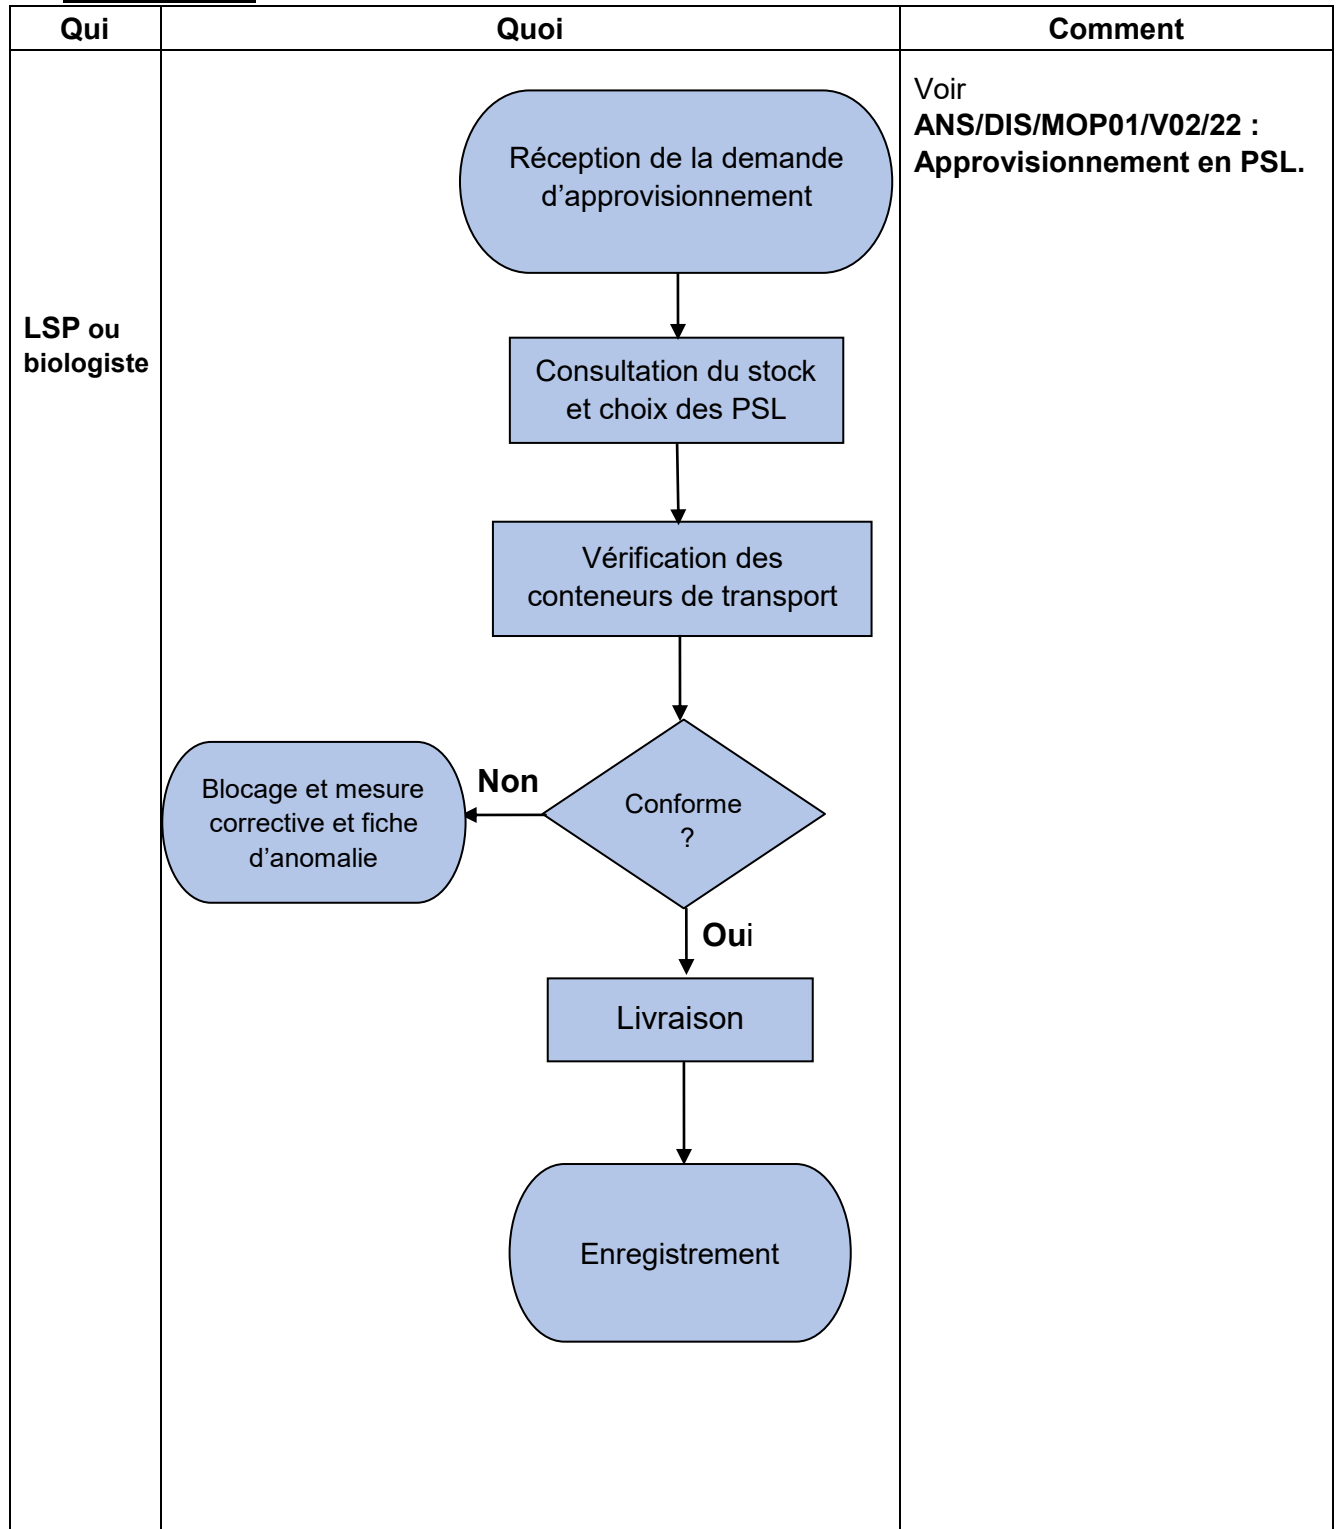 Qui
Quoi
Comment
LSP ou
biologiste
Réception de la demande
d’approvisionnement
Consultation du stock
et choix des PSL
Vérification des
conteneurs de transport
Conforme
?
Non
Blocage et mesure
corrective et fiche
d’anomalie
Oui
Livraison
Enregistrement
Voir
ANS/DIS/MOP01/V02/22 :
Approvisionnement en PSL.